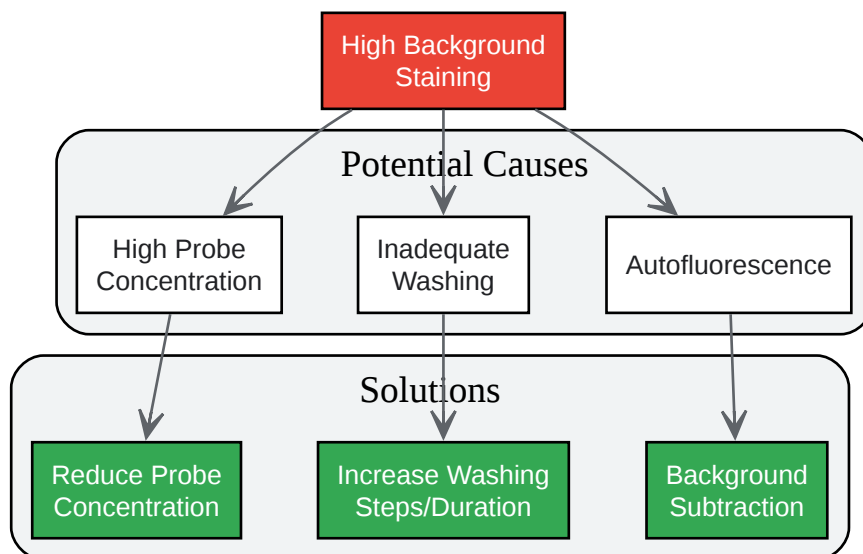 High Background
Staining
Potential Causes
High Probe
Concentration
Inadequate
Washing
Autofluorescence
Solutions
Reduce Probe
Concentration
Increase Washing
Steps/Duration
Background
Subtraction